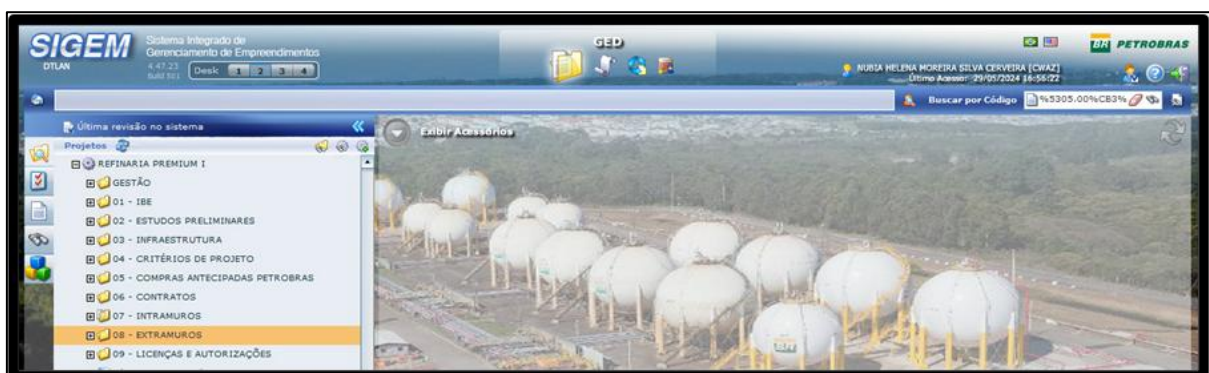 SIGEM
DTLAN
Sistema Integrado de
Gerenciamento de Empreendimentos
4.47.23
Build 501
Desk 1 2 3 4
GED
BR PETROBRAS
NUBIA HELENA MOREIRA SILVA CERVEIRA [CWAZ]
Último Acesso: 29/05/2024 16:56:22
Buscar por Código %5305.00%CB3%
Última revisão no sistema
Exibir Acessórios
Projetos
REFINARIA PREMIUM I
GESTÃO
01 - IBE
02 - ESTUDOS PRELIMINARES
03 - INFRAESTRUTURA
04 - CRITÉRIOS DE PROJETO
05 - COMPRAS ANTECIPADAS PETROBRAS
06 - CONTRATOS
07 - INTRAMUROS
08 - EXTRAMUROS
09 - LICENÇAS E AUTORIZAÇÕES
BR